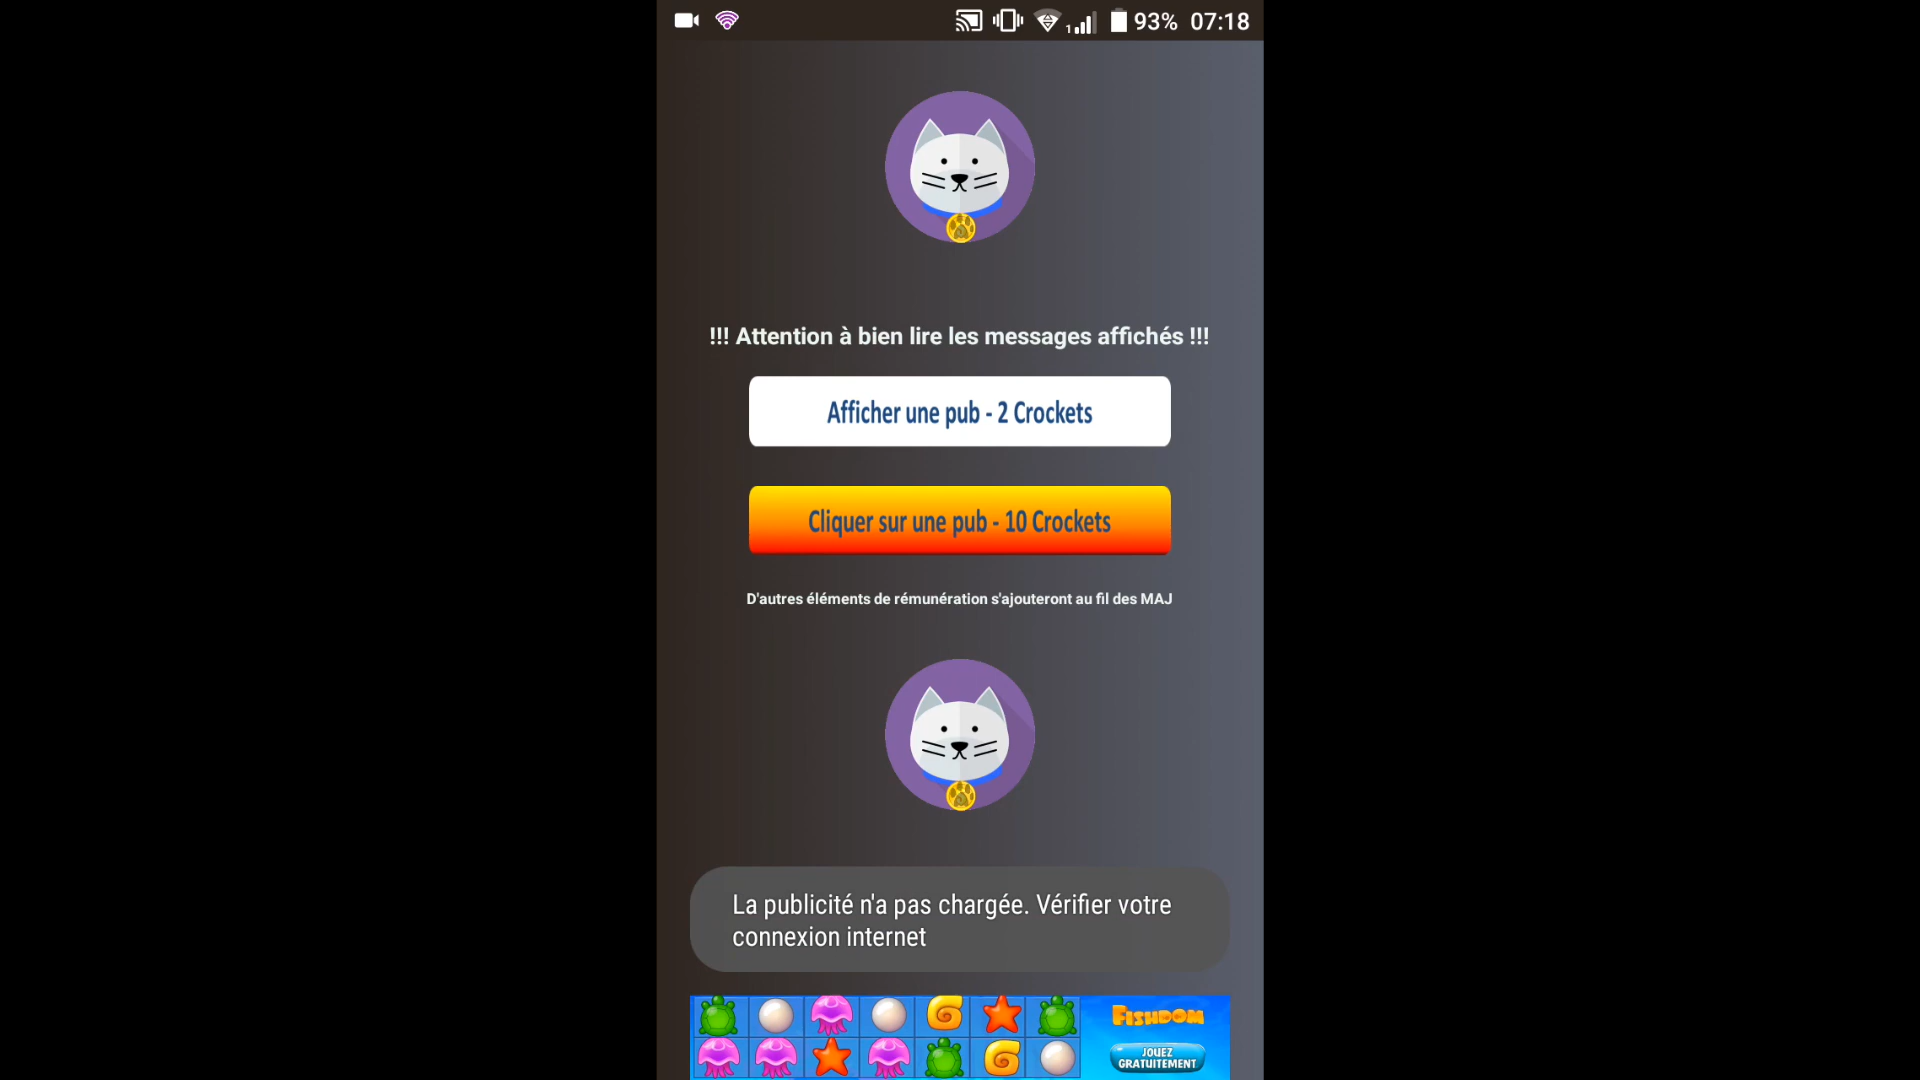 1 93% 07:18
!!! Attention à bien lire les messages affichés !!!
Afficher une pub - 2 Crockets
Cliquer sur une pub - 10 Crockets
D'autres éléments de rémunération s'ajouteront au fil des MAJ
La publicité n'a pas chargée. Vérifier votre
connexion internet
FISHDOM
JOUEZ
GRATUITEMENT